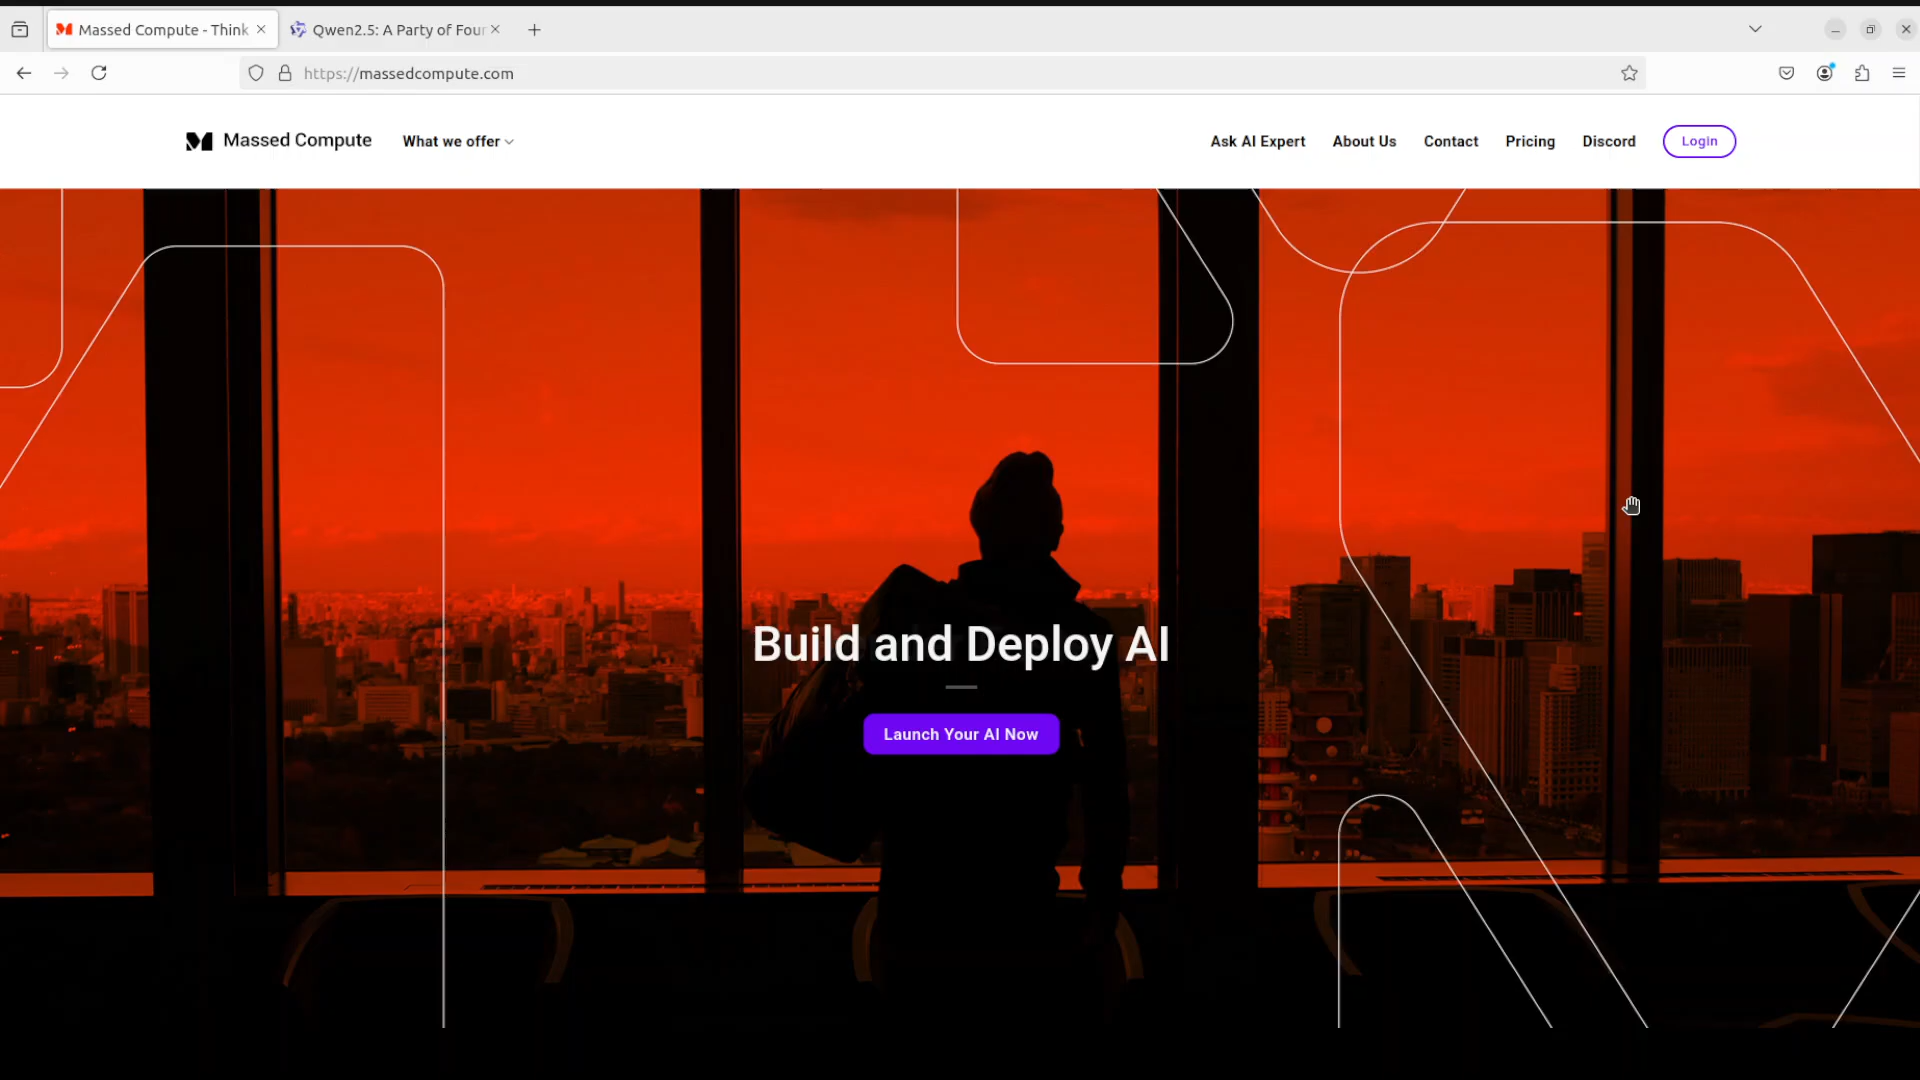 Massed Compute - Think
Qwen2.5: A Party of Four
https://massedcompute.com
Massed Compute
What we offer
Ask AI Expert
About Us
Contact
Pricing
Discord
Login
Build and Deploy AI
Launch Your AI Now